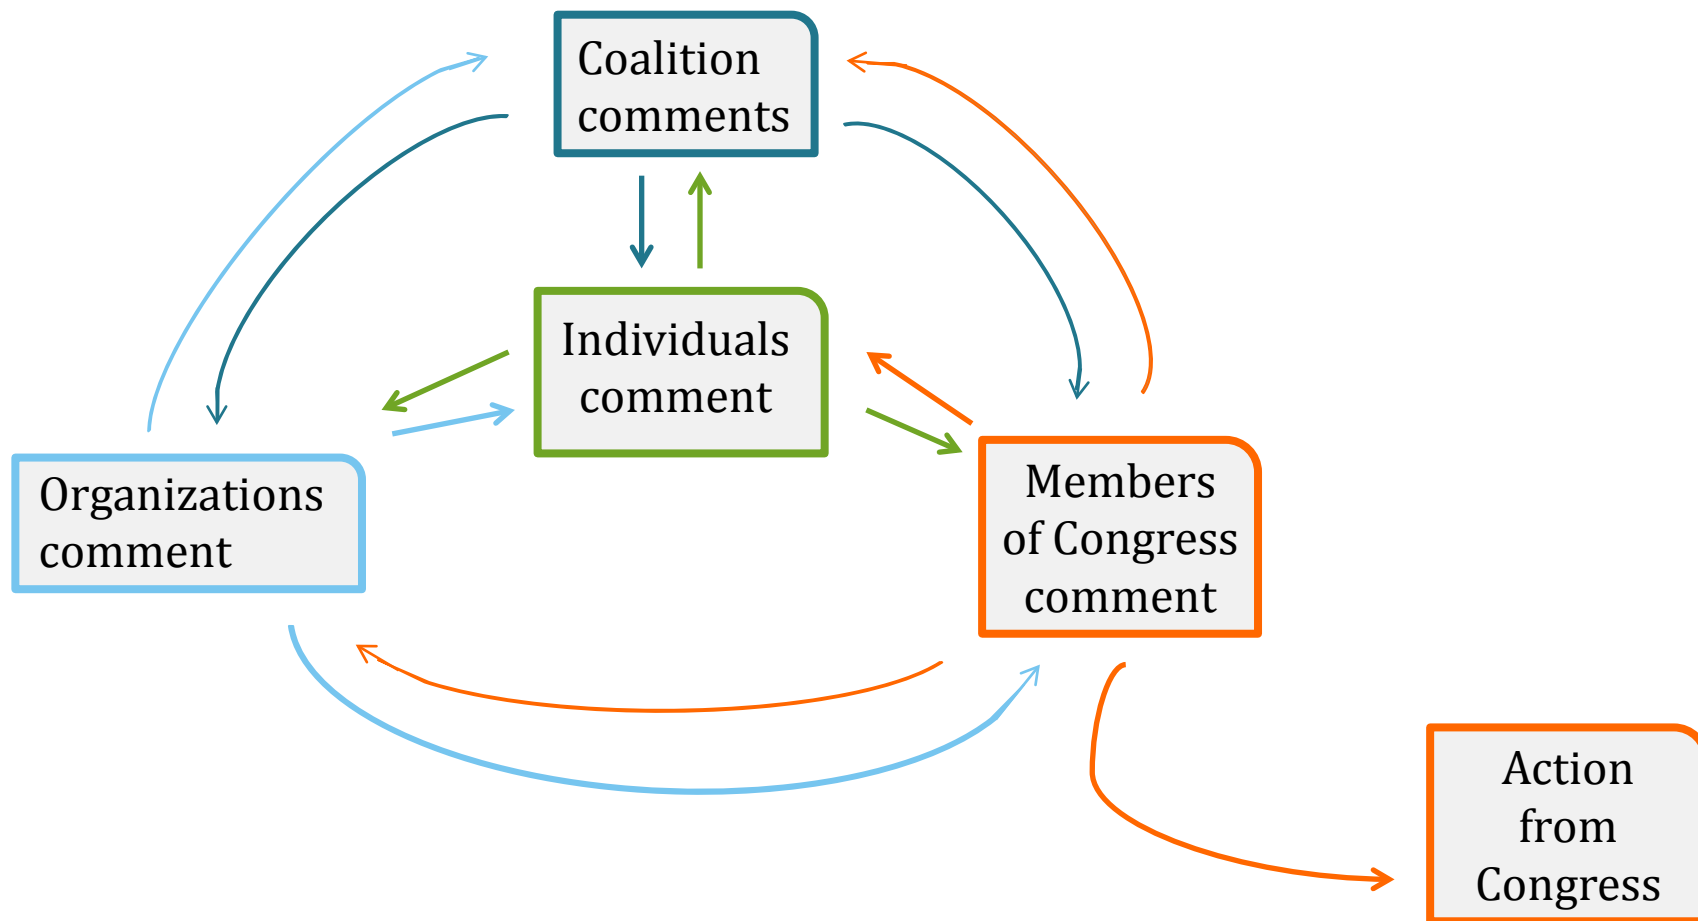 Coalition
comments
Individuals
comment
Organizations
comment
Members
of Congress
comment
Action
from
Congress